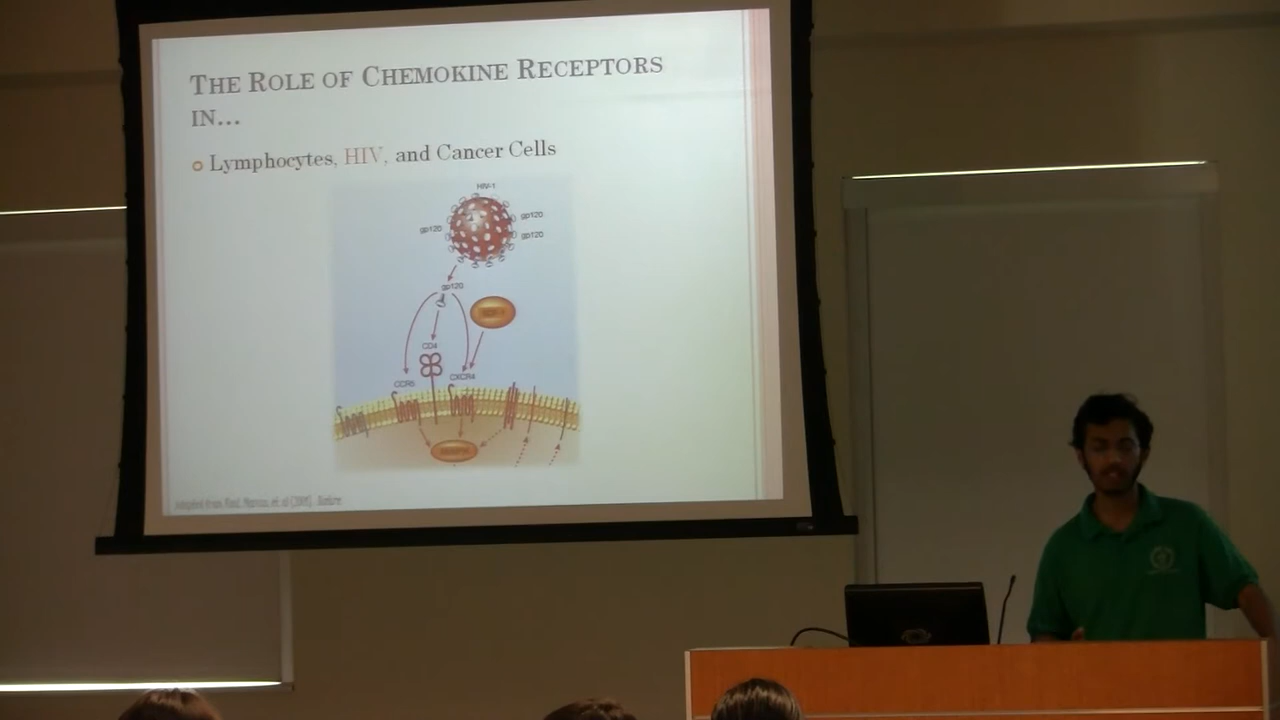 THE ROLE OF CHEMOKINE RECEPTORS
IN...
Lymphocytes, HIV, and Cancer Cells
HIV-1
gp120
gp120
gp120
gp120
CD4
CCR5
CXCR4